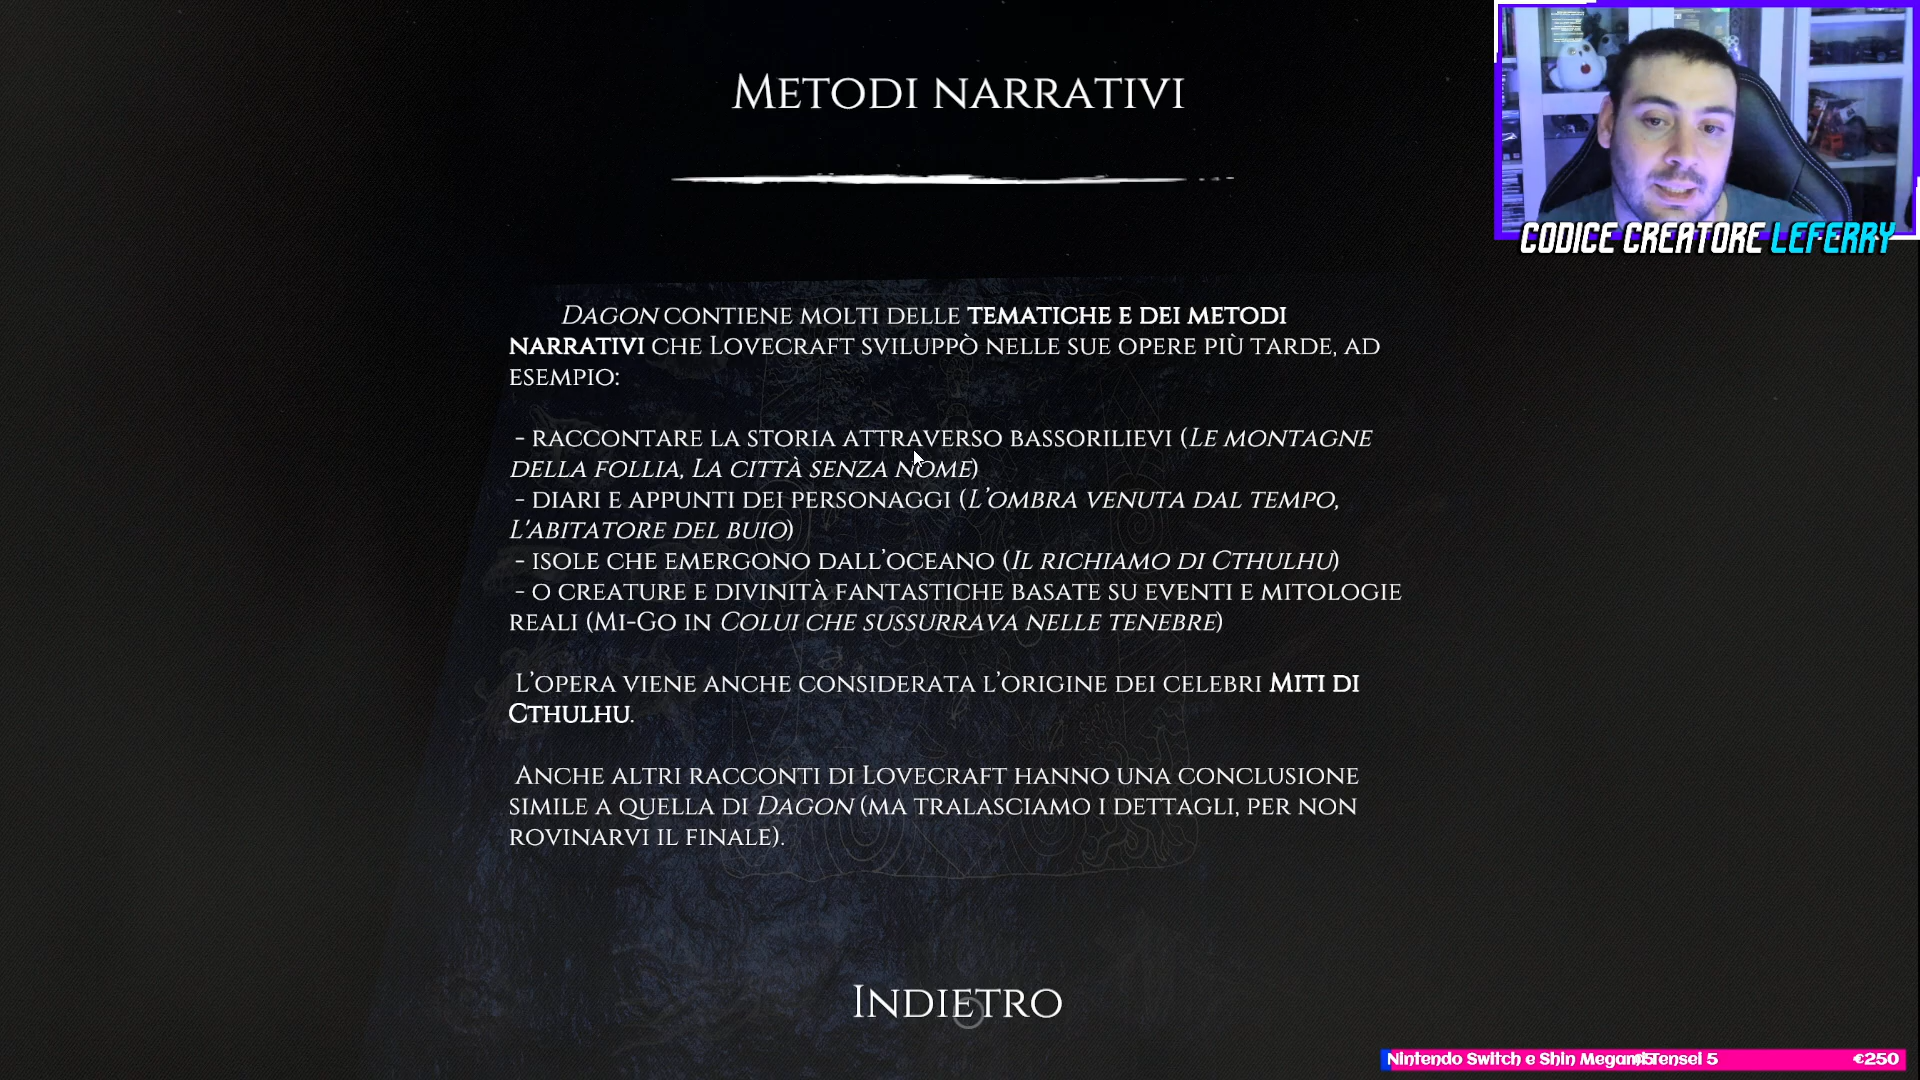 Metodi narrativi
CODICE CREATORE LEFERRY
Dagon contiene molti delle tematiche e dei metodi
narrativi che Lovecraft sviluppò nelle sue opere più tarde, ad
esempio:
- raccontare la storia attraverso bassorilievi (Le montagne
della follia, La città senza nome)
- diari e appunti dei personaggi (L’ombra venuta dal tempo,
L'abitatore del buio)
- isole che emergono dall’oceano (Il richiamo di Cthulhu)
- o creature e divinità fantastiche basate su eventi e mitologie
reali (Mi-Go in Colui che sussurrava nelle tenebre)
L’opera viene anche considerata l’origine dei celebri Miti di
Cthulhu.
Anche altri racconti di Lovecraft hanno una conclusione
simile a quella di Dagon (ma tralasciamo i dettagli, per non
rovinarvi il finale).
Indietro
Nintendo Switch e Shin Megami Tensei 5 €250